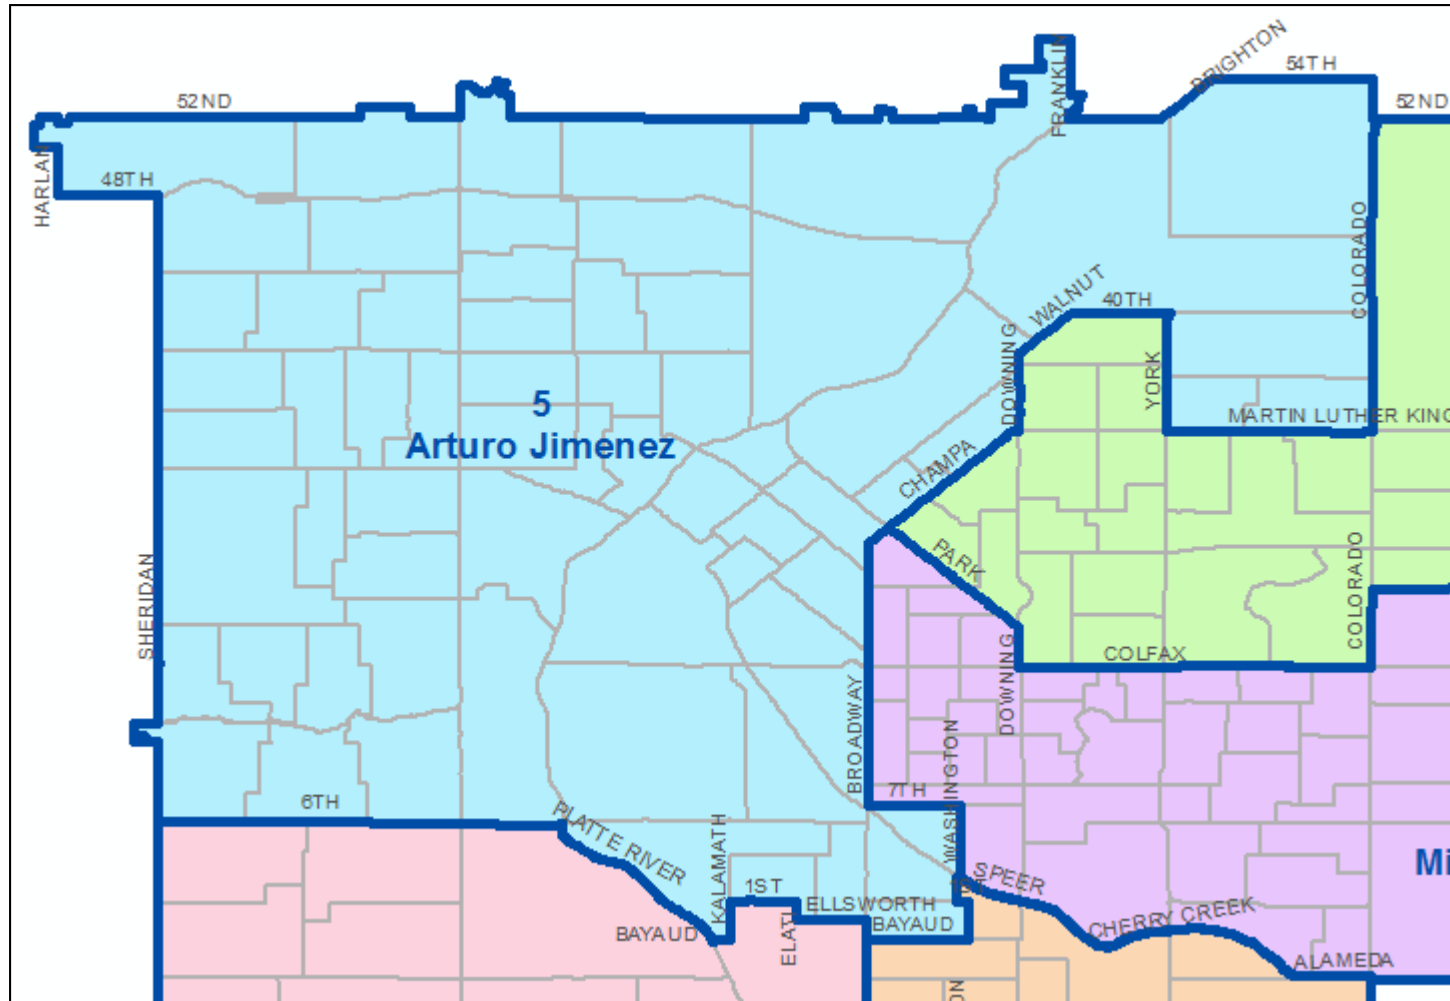 BRIGHTON
54TH
FRANKLIN
52ND
52ND
HARLAN
48TH
COLORADO
WALNUT
40TH
DOWNING
YORK
5
Arturo Jimenez
MARTIN LUTHER KING
CHAMPA
PARK
SHERIDAN
COLORADO
COLFAX
DOWNING
BROADWAY
WASHINGTON
7TH
6TH
PLATTE RIVER
KALAMATH
1ST
SPEER
ELLSWORTH
BAYAUD
BAYAUD
ELATI
CHERRY CREEK
ALAMEDA
Mi
ON